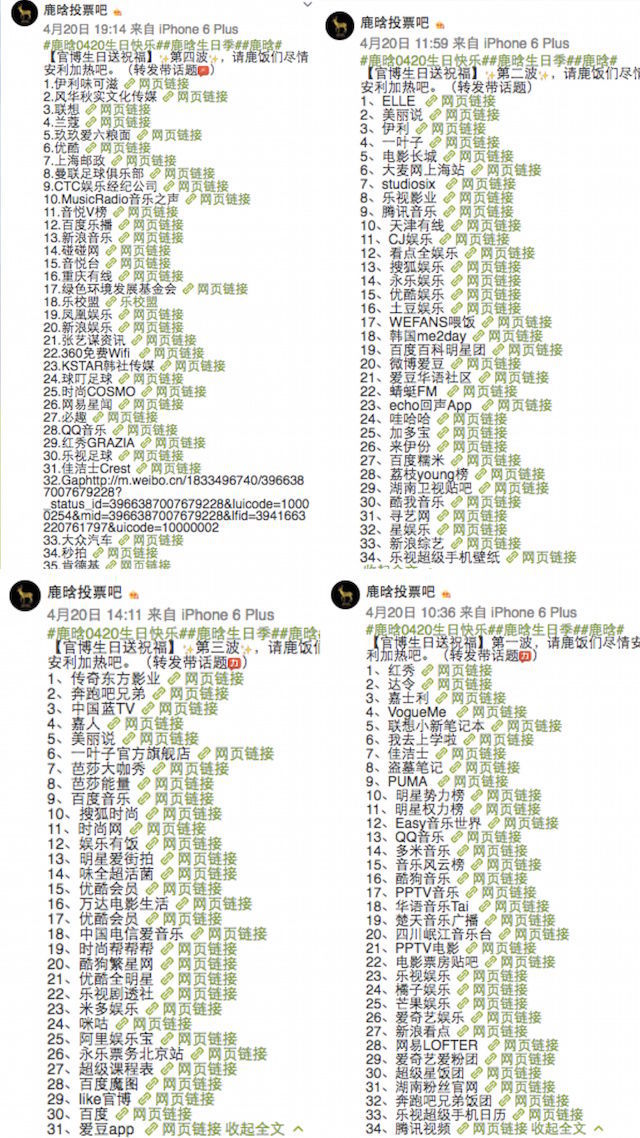 鹿晗投票吧
4月20日 19:14 来自 iPhone 6 Plus
#鹿晗0420生日快乐##鹿晗生日季##鹿晗#
【官博生日送祝福】第四波,请鹿饭们尽情
安利加热吧。(转发带话题)
1.伊利味可滋 网页链接
2.风华秋实文化传媒 网页链接
3.联想 网页链接
4.兰蔻 网页链接
5.玖玖爱六粮面 网页链接
6.优酷 网页链接
7.上海邮政 网页链接
8.曼联足球俱乐部 网页链接
9.CTC娱乐经纪公司 网页链接
10.MusicRadio音乐之声 网页链接
11.音悦V榜 网页链接
12.百度乐播 网页链接
13.新浪音乐 网页链接
14.碰碰网 网页链接
15.音悦台 网页链接
16.重庆有线 网页链接
17.绿色环境发展基金会 网页链接
18.乐校盟 乐校盟
19.凤凰娱乐 网页链接
20.新浪娱乐 网页链接
21.张艺谋资讯 网页链接
22.360免费Wifi 网页链接
23.KSTAR韩社传媒 网页链接
24.球叮足球 网页链接
25.时尚COSMO 网页链接
26.网易星闻 网页链接
27.必趣 网页链接
28.QQ音乐 网页链接
29.红秀GRAZIA 网页链接
30.乐视足球 网页链接
31.佳洁士Crest 网页链接
32.Gaphttp://m.weibo.cn/1833496740/396638
7007679228?
_status_id=3966387007679228&luicode=1000
0254&mid=3966387007679228&lfid=3941663
220761797&uicode=10000002
33.大众汽车 网页链接
34.秒拍 网页链接
35.肯德基 网页链接
鹿晗投票吧
4月20日 11:59 来自 iPhone 6 Plus
#鹿晗0420生日快乐##鹿晗生日季##鹿晗#
【官博生日送祝福】第二波,请鹿饭们尽情
安利加热吧。(转发带话题)
1、ELLE 网页链接
2、美丽说 网页链接
3、伊利 网页链接
4、一叶子 网页链接
5、电影长城 网页链接
6、大麦网上海站 网页链接
7、studiosix 网页链接
8、乐视影业 网页链接
9、腾讯音乐 网页链接
10、天津有线 网页链接
11、CJ娱乐 网页链接
12、看点全娱乐 网页链接
13、搜狐娱乐 网页链接
14、永乐娱乐 网页链接
15、优酷娱乐 网页链接
16、土豆娱乐 网页链接
17、WEFANS喂饭 网页链接
18、韩国me2day 网页链接
19、百度百科明星团 网页链接
20、微博爱豆 网页链接
21、爱豆华语社区 网页链接
22、蜻蜓FM 网页链接
23、echo回声App 网页链接
24、哇哈哈 网页链接
25、加多宝 网页链接
26、来伊份 网页链接
27、百度糯米 网页链接
28、荔枝young榜 网页链接
29、湖南卫视贴吧 网页链接
30、酷我音乐 网页链接
31、寻艺网 网页链接
32、星娱乐 网页链接
33、新浪综艺 网页链接
34、乐视超级手机壁纸 网页链接
收起全文
鹿晗投票吧
4月20日 14:11 来自 iPhone 6 Plus
#鹿晗0420生日快乐##鹿晗生日季##鹿晗
【官博生日送祝福】第三波,请鹿饭们
安利加热吧。(转发带话题)
1、传奇东方影业 网页链接
2、奔跑吧兄弟 网页链接
3、中国蓝TV 网页链接
4、嘉人 网页链接
5、美丽说 网页链接
6、一叶子官方旗舰店 网页链接
7、芭莎大咖秀 网页链接
8、芭莎能量 网页链接
9、百度音乐 网页链接
10、搜狐时尚 网页链接
11、时尚网 网页链接
12、娱乐有饭 网页链接
13、明星爱街拍 网页链接
14、味全超活菌 网页链接
15、优酷会员 网页链接
16、万达电影生活 网页链接
17、优酷会员 网页链接
18、中国电信爱音乐 网页链接
19、时尚帮帮帮 网页链接
20、酷狗繁星网 网页链接
21、优酷全明星 网页链接
22、乐视剧透社 网页链接
23、米多娱乐 网页链接
24、咪咕 网页链接
25、阿里娱乐宝 网页链接
26、永乐票务北京站 网页链接
27、超级课程表 网页链接
28、百度魔图 网页链接
29、like官博 网页链接
30、百度 网页链接
31、爱豆app 网页链接 收起全文
鹿晗投票吧
4月20日 10:36 来自 iPhone 6 Plus
#鹿晗0420生日快乐##鹿晗生日季##鹿晗#
【官博生日送祝福】第一波,请鹿饭们尽情安
利加热吧。(转发带话题)
1、红秀 网页链接
2、达令 网页链接
3、嘉士利 网页链接
4、VogueMe 网页链接
5、联想小新笔记本 网页链接
6、我去上学啦 网页链接
7、佳洁士 网页链接
8、盗墓笔记 网页链接
9、PUMA 网页链接
10、明星势力榜 网页链接
11、明星权力榜 网页链接
12、Easy音乐世界 网页链接
13、QQ音乐 网页链接
14、多米音乐 网页链接
15、音乐风云榜 网页链接
16、酷狗音乐 网页链接
17、PPTV音乐 网页链接
18、华语音乐Tai 网页链接
19、楚天音乐广播 网页链接
20、四川岷江音乐台 网页链接
21、PPTV电影 网页链接
22、电影票房贴吧 网页链接
23、乐视娱乐 网页链接
24、橘子娱乐 网页链接
25、芒果娱乐 网页链接
26、爱奇艺娱乐 网页链接
27、新浪看点 网页链接
28、网易LOFTER 网页链接
29、爱奇艺爱粉团 网页链接
30、超级星饭团 网页链接
31、湖南粉丝官网 网页链接
32、奔跑吧兄弟饭团 网页链接
33、乐视超级手机日历 网页链接
34、腾讯视频 网页链接 收起全文